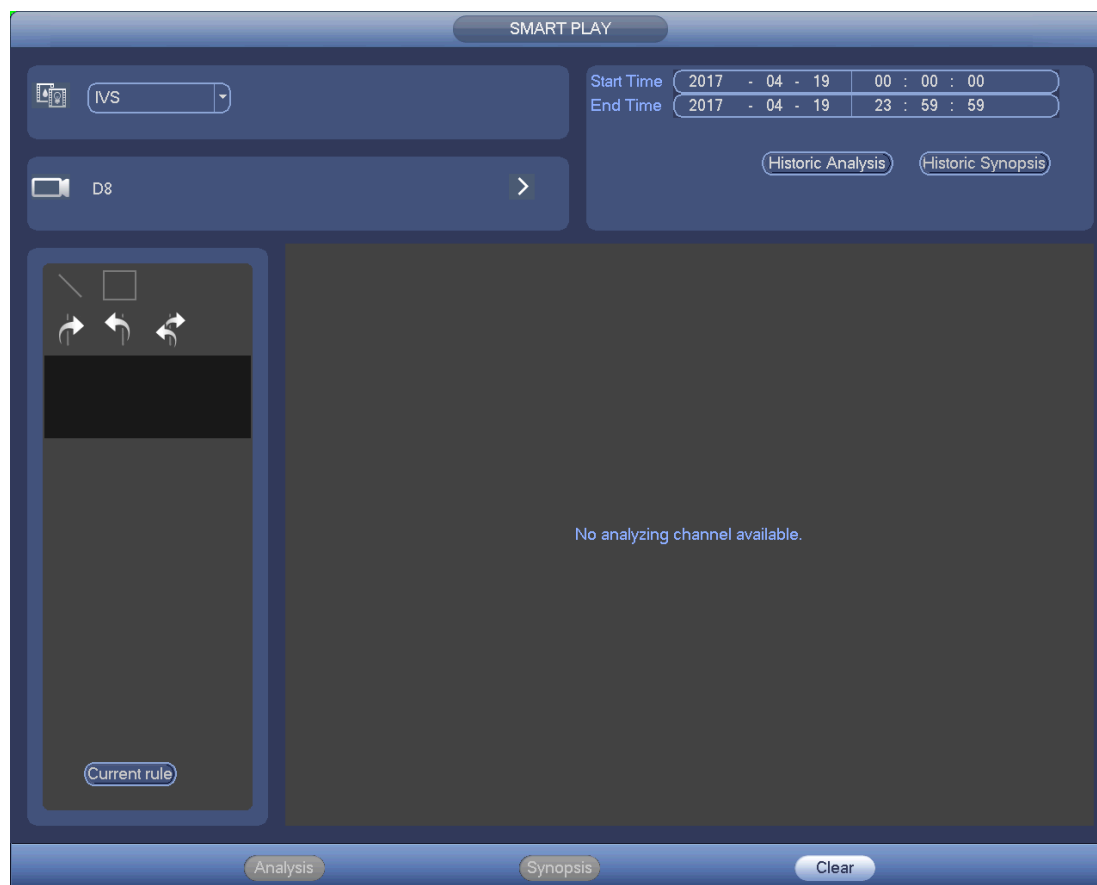 SMART PLAY
IVS
Start Time 2017 - 04 - 19 00 : 00 : 00
End Time 2017 - 04 - 19 23 : 59 : 59
Historic Analysis Historic Synopsis
D8
No analyzing channel available.
Current rule
Analysis Synopsis Clear